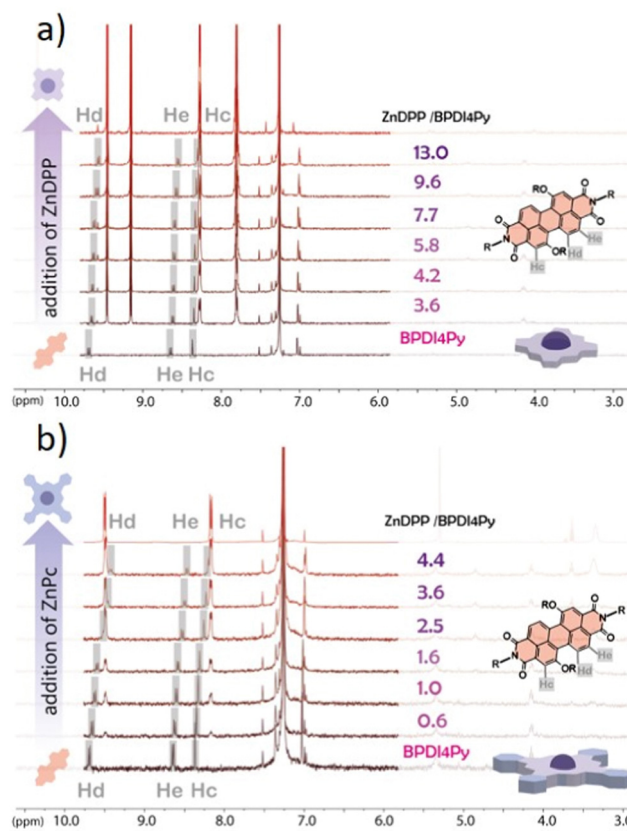 a)
Hd He Hc
ZnDPP /BPDI4Py
13.0
9.6
7.7
5.8
4.2
3.6
BPDI4Py
addition of ZnDPP
OR
N-R
O
O
He
Hd
Hc
OR
R-N
O
O
Hd He Hc
(ppm) 10.0 9.0 8.0 7.0 6.0 5.0 4.0 3.0
b)
Hd He Hc
ZnDPP /BPDI4Py
4.4
3.6
2.5
1.6
1.0
0.6
BPDI4Py
addition of ZnPc
RO
N-R
O
O
He
Hd
Hc
OR
R-N
O
O
Hd He Hc
(ppm) 10.0 9.0 8.0 7.0 6.0 5.0 4.0 3.0